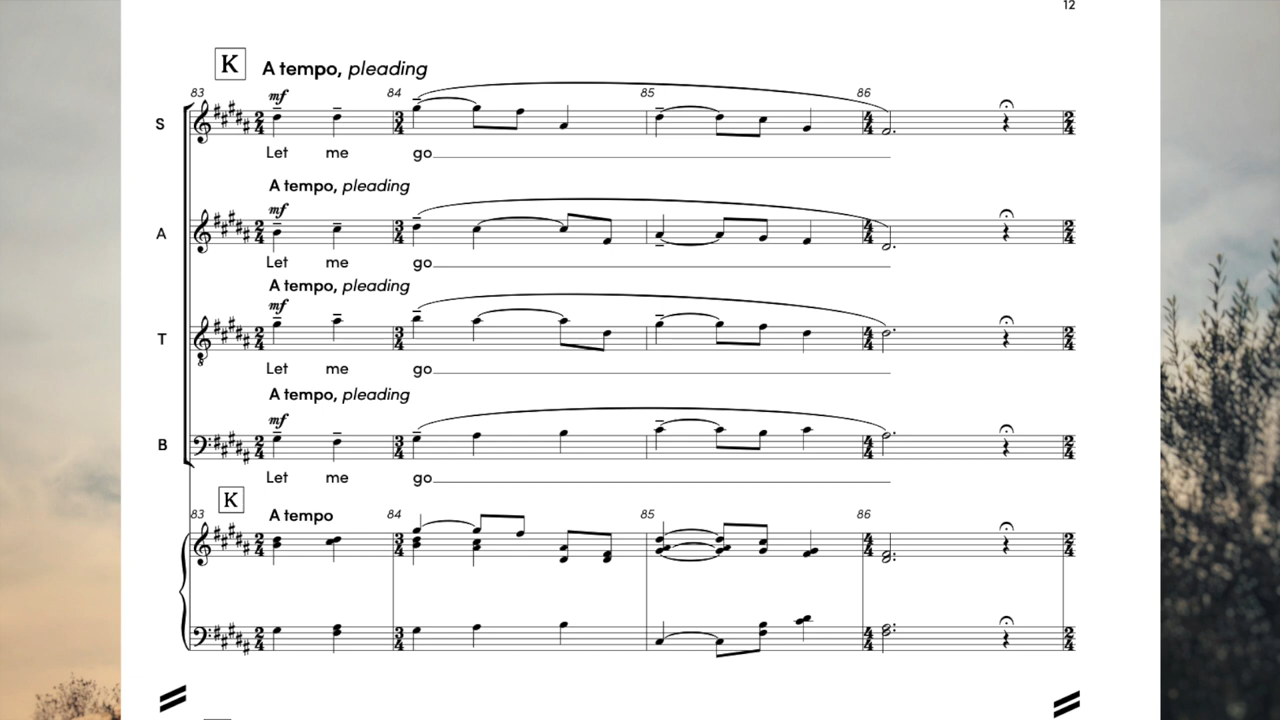 12
K A tempo, pleading
83 mf 84 85 86
S
Let me go
A tempo, pleading
mf
A
Let me go
A tempo, pleading
mf
T
Let me go
A tempo, pleading
mf
B
Let me go
K
83 A tempo 84 85 86